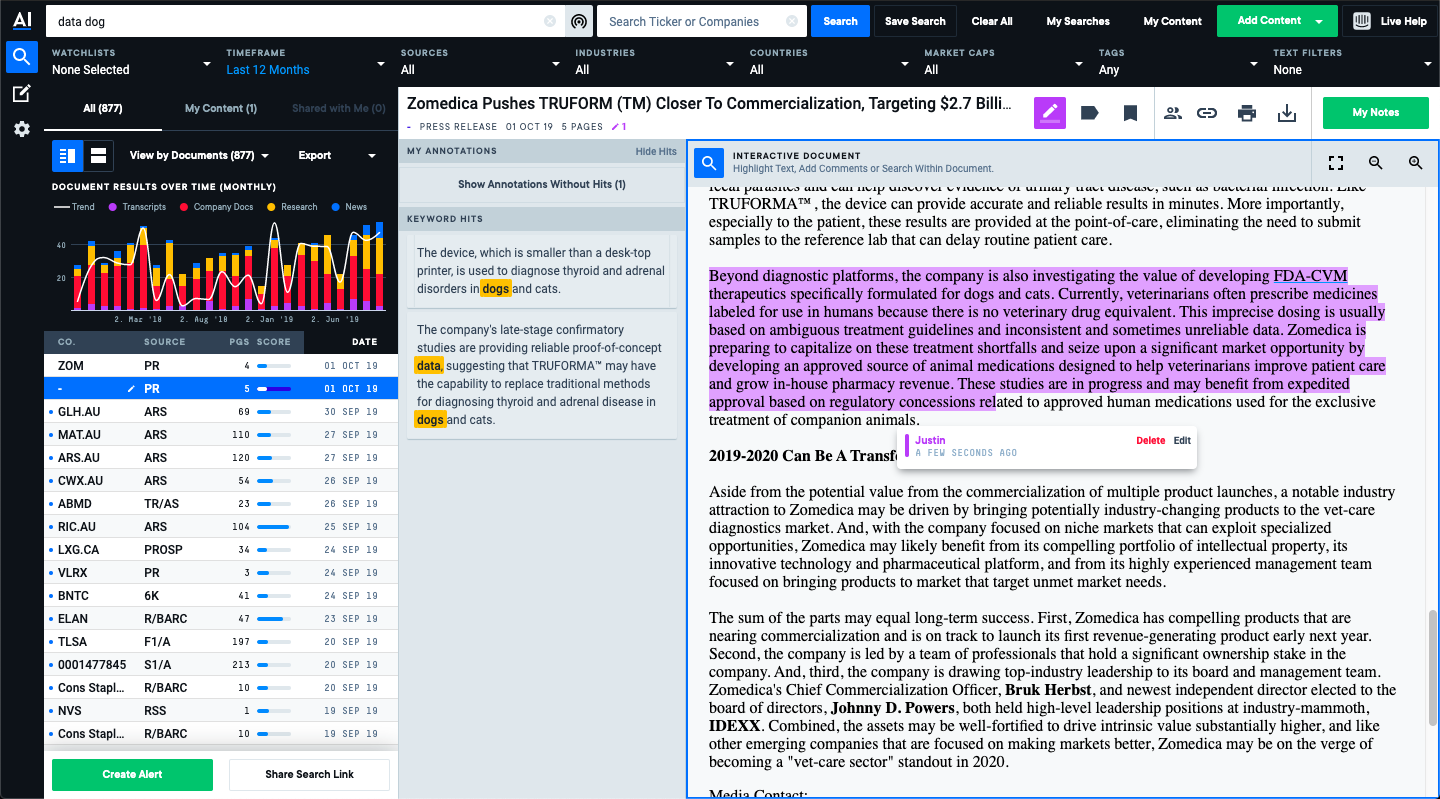 AI
data dog
Search Ticker or Companies
Search
Save Search
Clear All
My Searches
My Content
Add Content
Live Help
WATCHLISTS
None Selected
TIMEFRAME
Last 12 Months
SOURCES
All
INDUSTRIES
All
COUNTRIES
All
MARKET CAPS
All
TAGS
Any
TEXT FILTERS
None
All (877)
My Content (1)
Shared with Me (0)
View by Documents (877)
Export
DOCUMENT RESULTS OVER TIME (MONTHLY)
Trend
Transcripts
Company Docs
Research
News
40
20
2. Mar '18
2. Aug '18
2. Jan '19
2. Jun '19
CO. SOURCE PGS SCORE DATE
ZOM PR 4 01 OCT 19
- PR 5 01 OCT 19
GLH.AU ARS 69 30 SEP 19
MAT.AU ARS 110 27 SEP 19
ARS.AU ARS 120 27 SEP 19
CWX.AU ARS 54 26 SEP 19
ABMD TR/AS 23 26 SEP 19
RIC.AU ARS 104 25 SEP 19
LXG.CA PROSP 34 24 SEP 19
VLRX PR 3 24 SEP 19
BNTC 6K 41 24 SEP 19
ELAN R/BARC 47 23 SEP 19
TLSA F1/A 197 20 SEP 19
0001477845 S1/A 213 20 SEP 19
Cons Stapl... R/BARC 10 20 SEP 19
NVS RSS 1 19 SEP 19
Cons Stapl... R/BARC 10 19 SEP 19
Create Alert
Share Search Link
Zomedica Pushes TRUFORM (TM) Closer To Commercialization, Targeting $2.7 Billi...
- PRESS RELEASE 01 OCT 19 5 PAGES 1
My Notes
MY ANNOTATIONS
Hide Hits
Show Annotations Without Hits (1)
KEYWORD HITS
The device, which is smaller than a desk-top
printer, is used to diagnose thyroid and adrenal
disorders in dogs and cats.
The company's late-stage confirmatory
studies are providing reliable proof-of-concept
data, suggesting that TRUFORMA™ may have
the capability to replace traditional methods
for diagnosing thyroid and adrenal disease in
dogs and cats.
INTERACTIVE DOCUMENT
Highlight Text, Add Comments or Search Within Document.
fecal parasites and can help discover evidence of urinary tract disease, such as bacterial infection. Like
TRUFORMA™ , the device can provide accurate and reliable results in minutes. More importantly,
especially to the patient, these results are provided at the point-of-care, eliminating the need to submit
samples to the reference lab that can delay routine patient care.
Beyond diagnostic platforms, the company is also investigating the value of developing FDA-CVM
therapeutics specifically formulated for dogs and cats. Currently, veterinarians often prescribe medicines
labeled for use in humans because there is no veterinary drug equivalent. This imprecise dosing is usually
based on ambiguous treatment guidelines and inconsistent and sometimes unreliable data. Zomedica is
preparing to capitalize on these treatment shortfalls and seize upon a significant market opportunity by
developing an approved source of animal medications designed to help veterinarians improve patient care
and grow in-house pharmacy revenue. These studies are in progress and may benefit from expedited
approval based on regulatory concessions related to approved human medications used for the exclusive
treatment of companion animals.
Justin
Delete
Edit
A FEW SECONDS AGO
2019-2020 Can Be A Transfo
Aside from the potential value from the commercialization of multiple product launches, a notable industry
attraction to Zomedica may be driven by bringing potentially industry-changing products to the vet-care
diagnostics market. And, with the company focused on niche markets that can exploit specialized
opportunities, Zomedica may likely benefit from its compelling portfolio of intellectual property, its
innovative technology and pharmaceutical platform, and from its highly experienced management team
focused on bringing products to market that target unmet market needs.
The sum of the parts may equal long-term success. First, Zomedica has compelling products that are
nearing commercialization and is on track to launch its first revenue-generating product early next year.
Second, the company is led by a team of professionals that hold a significant ownership stake in the
company. And, third, the company is drawing top-industry leadership to its board and management team.
Zomedica's Chief Commercialization Officer, Bruk Herbst, and newest independent director elected to the
board of directors, Johnny D. Powers, both held high-level leadership positions at industry-mammoth,
IDEXX. Combined, the assets may be well-fortified to drive intrinsic value substantially higher, and like
other emerging companies that are focused on making markets better, Zomedica may be on the verge of
becoming a "vet-care sector" standout in 2020.
Media Contact: